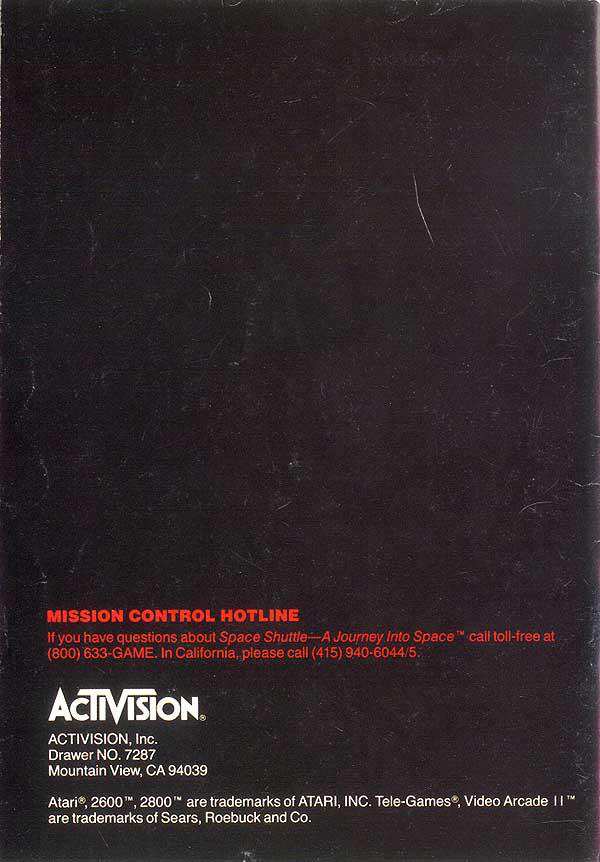 MISSION CONTROL HOTLINE
If you have questions about Space Shuttle—A Journey Into Space™ call toll-free at
(800) 633-GAME. In California, please call (415) 940-6044/5.
ACTIVISION®
ACTIVISION, Inc.
Drawer NO. 7287
Mountain View, CA 94039
Atari®, 2600™, 2800™ are trademarks of ATARI, INC. Tele-Games®, Video Arcade II™
are trademarks of Sears, Roebuck and Co.